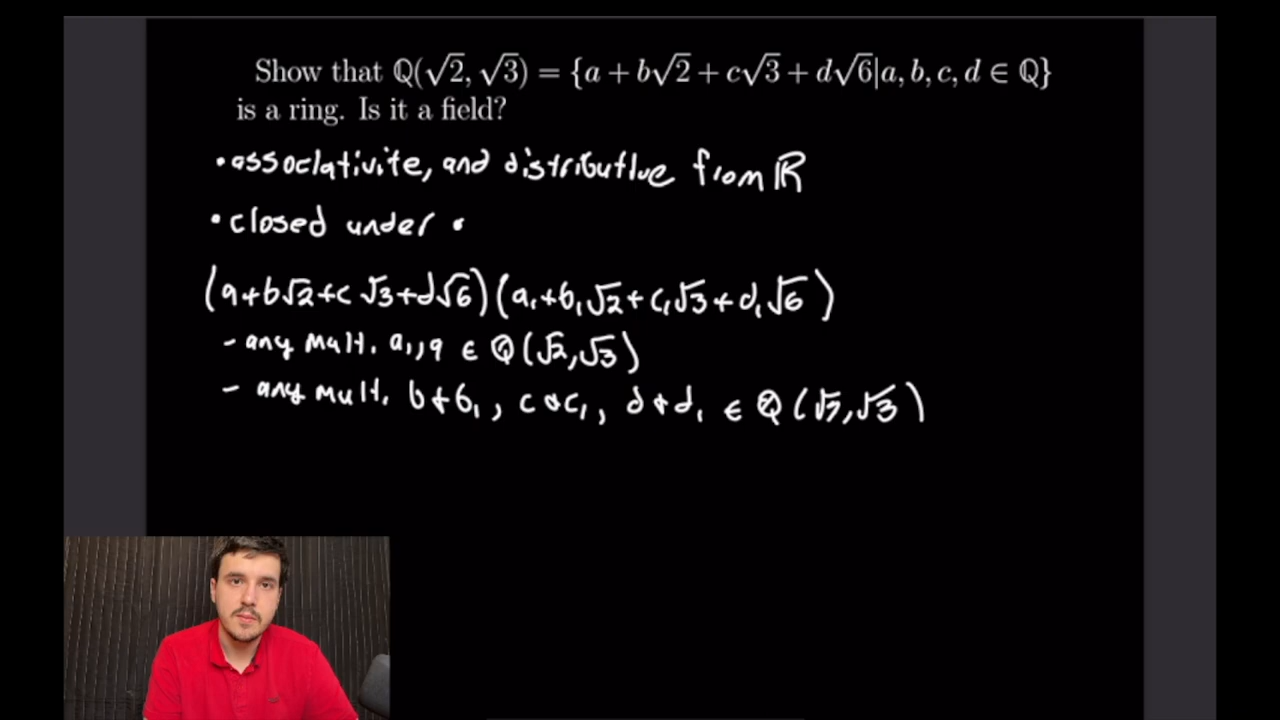 Show that ℚ(√2, √3) = {a + b√2 + c√3 + d√6|a, b, c, d ∈ ℚ}
is a ring. Is it a field?
• associativite, and distributive from ℝ
• closed under •
(a+b√2+c√3+d√6)(a₁+b₁√2+c₁√3+d₁√6)
- any mult. a₁,a ∈ ℚ(√2,√3)
- any mult. b&b₁, c&c₁, d&d₁ ∈ ℚ(√2,√3)